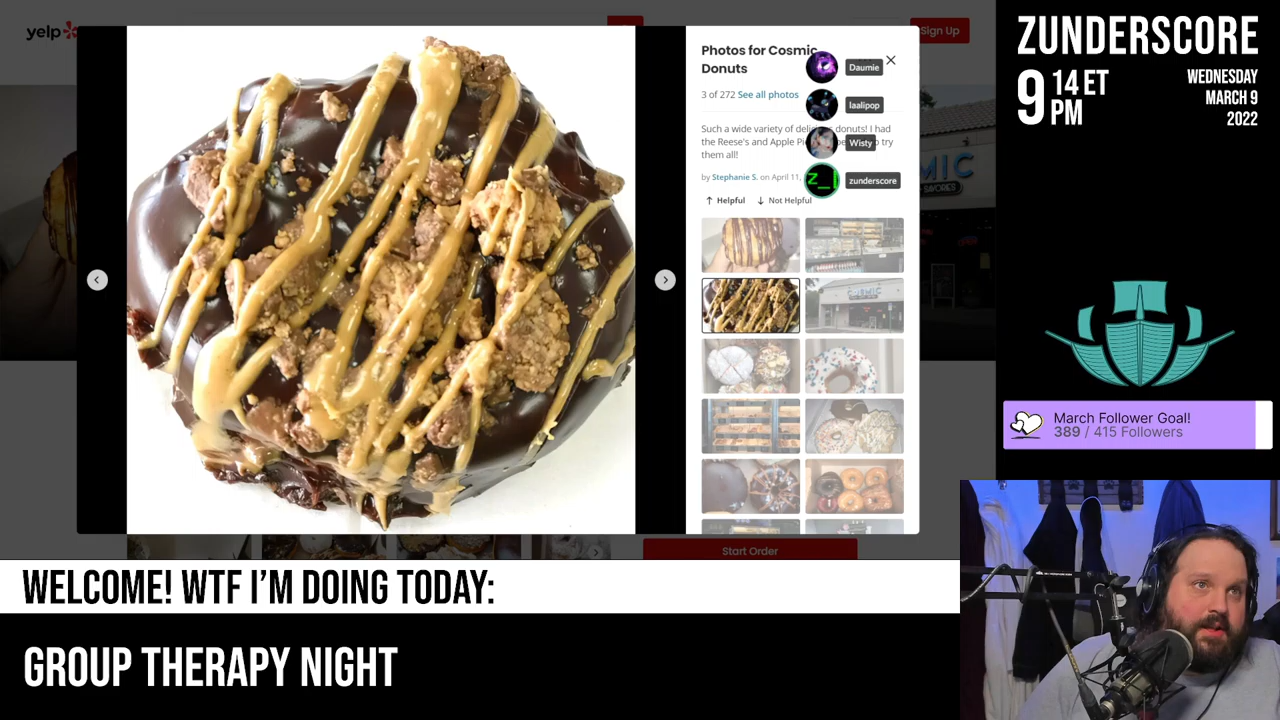 yelp
Sign Up
Photos for Cosmic
Donuts
3 of 272 See all photos
Such a wide variety of donuts! I had
the Reese's and Apple to try
them all!
by Stephanie S. on April 11,
Helpful
Not Helpful
Daumie
laalipop
Wisty
zunderscore
Z_
Start Order
ZUNDERSCORE
9 14 ET
PM
WEDNESDAY
MARCH 9
2022
March Follower Goal!
389 / 415 Followers
WELCOME! WTF I'M DOING TODAY:
GROUP THERAPY NIGHT